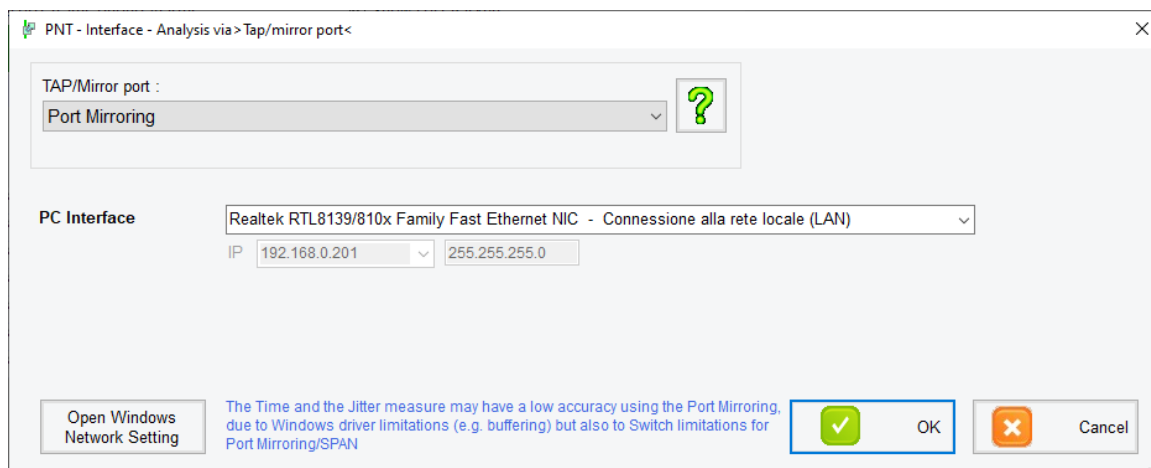 PNT - Interface - Analysis via>Tap/mirror port<
TAP/Mirror port :
Port Mirroring
PC Interface
Realtek RTL8139/810x Family Fast Ethernet NIC - Connessione alla rete locale (LAN)
IP 192.168.0.201 255.255.255.0
Open Windows
Network Setting
The Time and the Jitter measure may have a low accuracy using the Port Mirroring,
due to Windows driver limitations (e.g. buffering) but also to Switch limitations for
Port Mirroring/SPAN
OK
Cancel